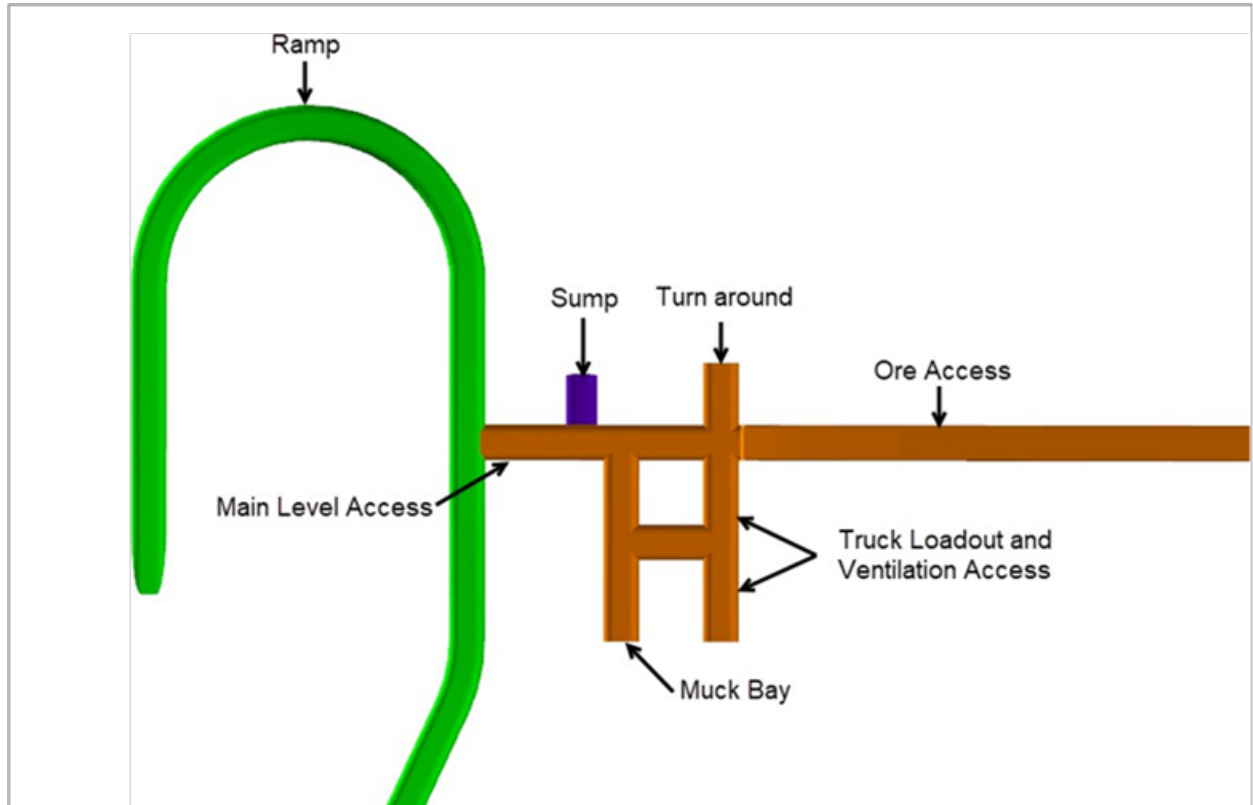 Ramp
Sump
Turn around
Ore Access
Main Level Access
Truck Loadout and
Ventilation Access
Muck Bay